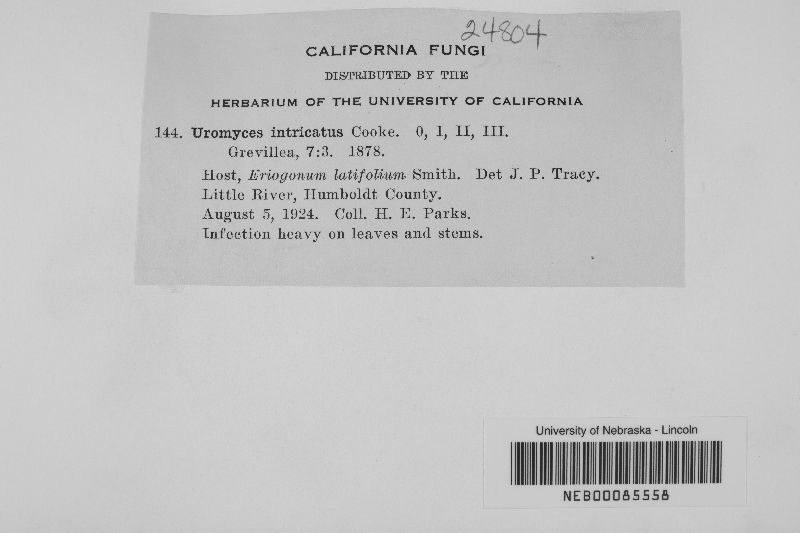 24804
CALIFORNIA FUNGI
DISTRIBUTED BY THE
HERBARIUM OF THE UNIVERSITY OF CALIFORNIA
144. Uromyces intricatus Cooke. 0, I, II, III.
Grevillea, 7:3. 1878.
Host, Eriogonum latifolium Smith. Det J. P. Tracy.
Little River, Humboldt County.
August 5, 1924. Coll. H. E. Parks.
Infection heavy on leaves and stems.
University of Nebraska - Lincoln
NEB00085558